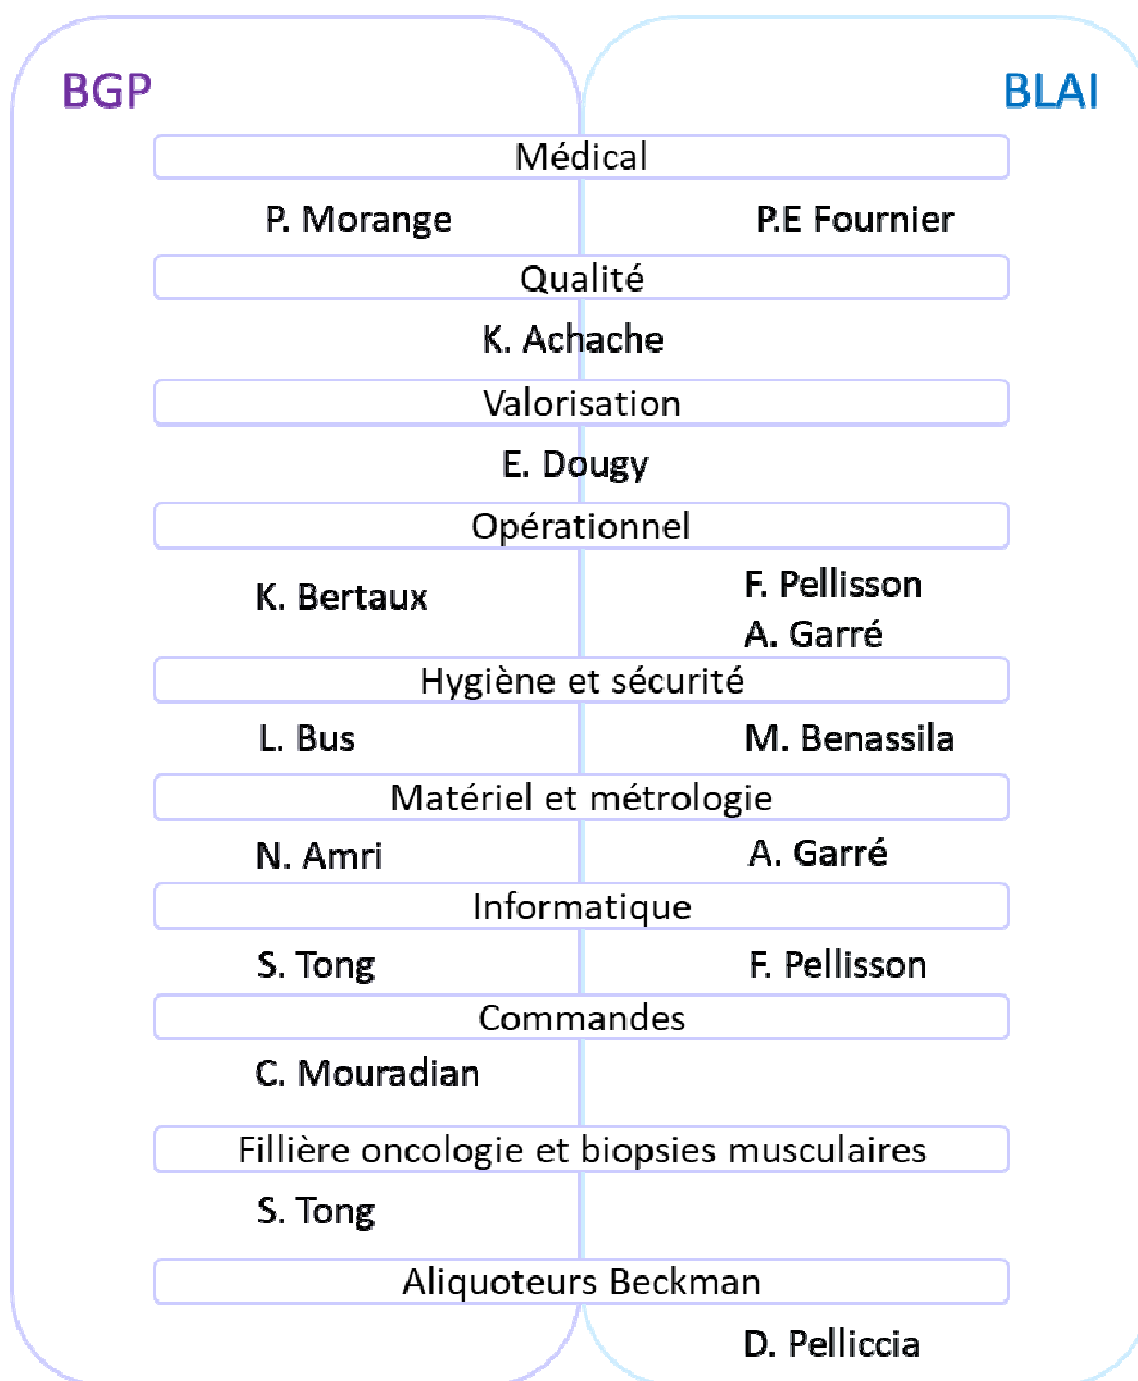 BGP BLAI
Médical
P. Morange P.E Fournier
Qualité
K. Achache
Valorisation
E. Dougy
Opérationnel
K. Bertaux F. Pellisson
A. Garré
Hygiène et sécurité
L. Bus M. Benassila
Matériel et métrologie
N. Amri A. Garré
Informatique
S. Tong F. Pellisson
Commandes
C. Mouradian
Fillière oncologie et biopsies musculaires
S. Tong
Aliquoteurs Beckman
D. Pelliccia